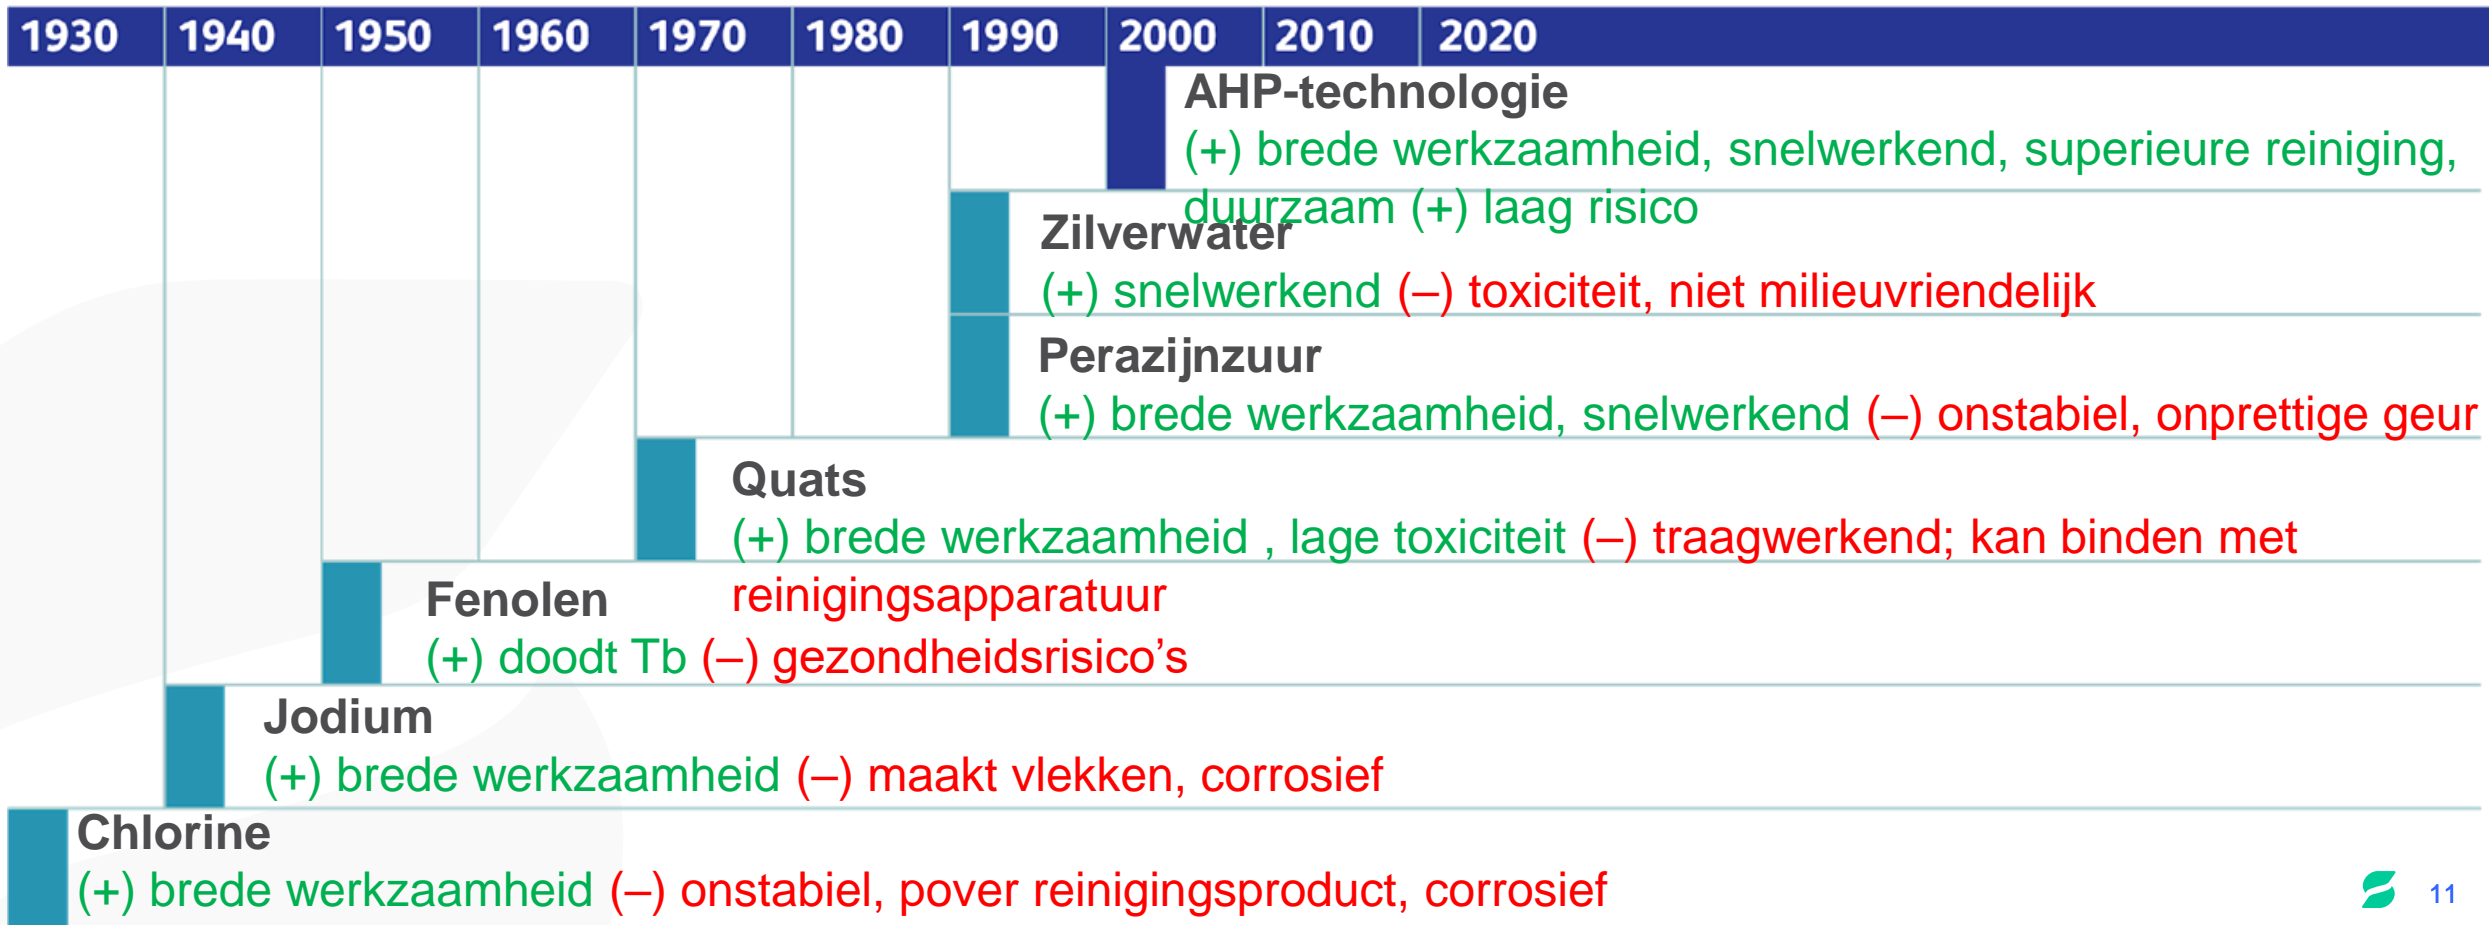 1930 1940 1950 1960 1970 1980 1990 2000 2010 2020
AHP-technologie
(+) brede werkzaamheid, snelwerkend, superieure reiniging,
duurzaam (+) laag risico
Zilverwater
(+) snelwerkend (–) toxiciteit, niet milieuvriendelijk
Perazijnzuur
(+) brede werkzaamheid, snelwerkend (–) onstabiel, onprettige geur
Quats
(+) brede werkzaamheid , lage toxiciteit (–) traagwerkend; kan binden met
reinigingsapparatuur
Fenolen
(+) doodt Tb (–) gezondheidsrisico’s
Jodium
(+) brede werkzaamheid (–) maakt vlekken, corrosief
Chlorine
(+) brede werkzaamheid (–) onstabiel, pover reinigingsproduct, corrosief
11